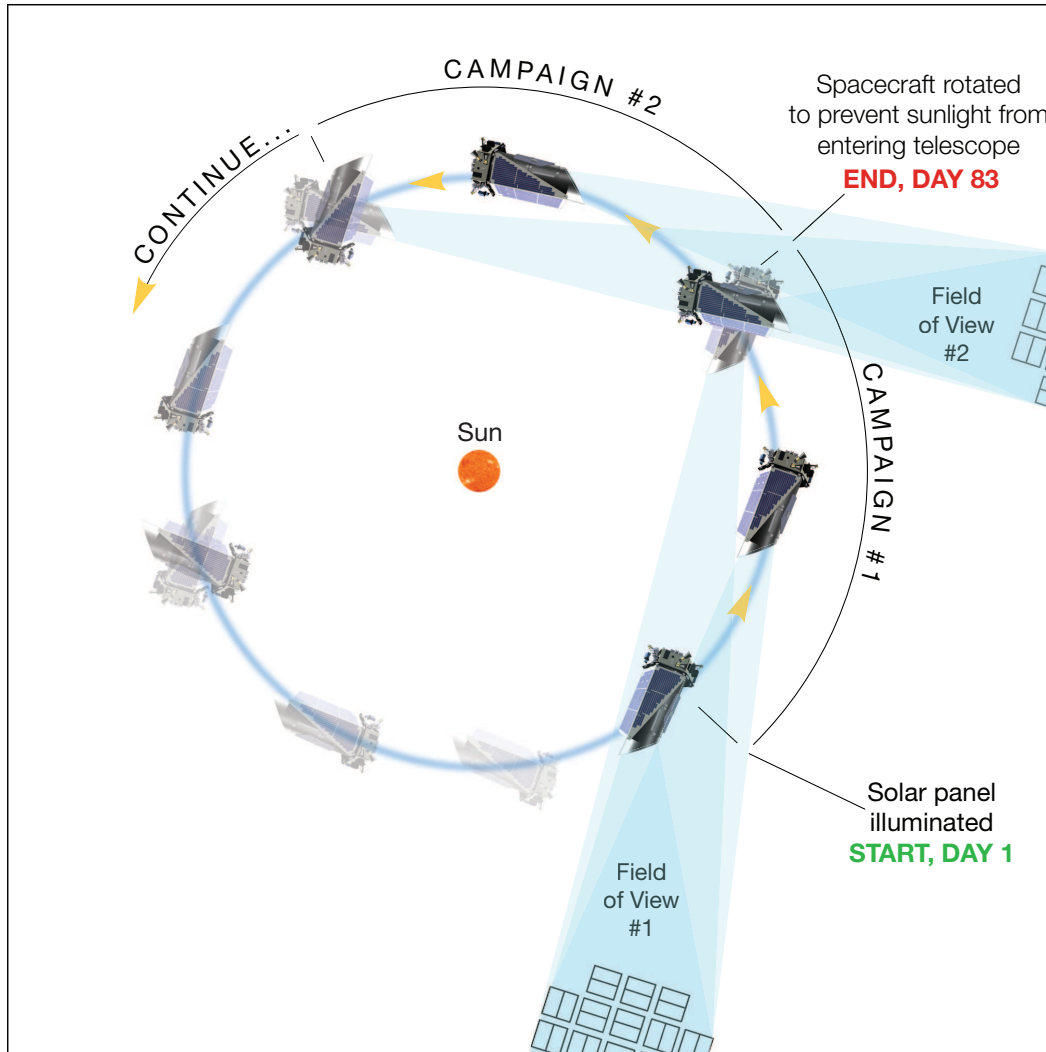 CAMPAIGN #2
CONTINUE...
Spacecraft rotated
to prevent sunlight from
entering telescope
END, DAY 83
Field
of View
#2
CAMPAIGN #1
Sun
Solar panel
illuminated
START, DAY 1
Field
of View
#1